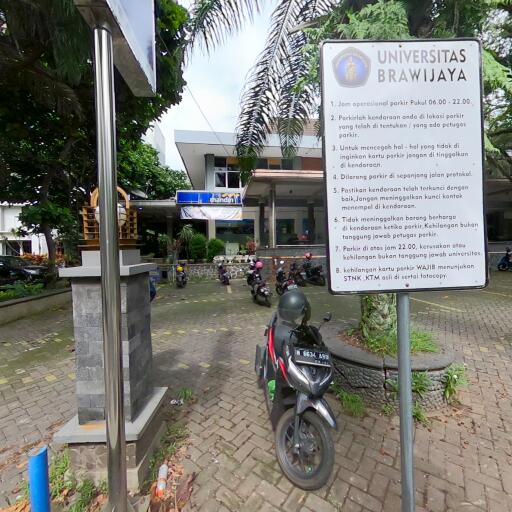 UNIVERSITAS
BRAWIJAYA
1. Jam operasional parkir Pukul 06.00 - 22.00.
2. Parkirlah kendaraan anda di lokasi parkir
yang telah di tentukan / yang ada petugas
parkir.
3. Untuk mencegah hal - hal yang tidak di
inginkan kartu parkir jangan di tinggalkan
di kendaraan.
4. Dilarang parkir di sepanjang jalan protokol.
5. Pastikan kendaraan telah terkunci dengan
baik,Jangan meninggalkan kunci kontak
menempel di kendaraan.
6. Tidak meninggalkan barang berharga
di kendaraan ketika parkir,Kehilangan bukan
tanggung jawab petugas parkir.
7. Parkir di atas jam 22.00, kerusakan atau
kehilangan bukan tanggung jawab universitas.
8. kehilangan kartu parkir WAJIB menunjukan
STNK ,KTM asli di sertai fotocopy.
mandiri
N 6634